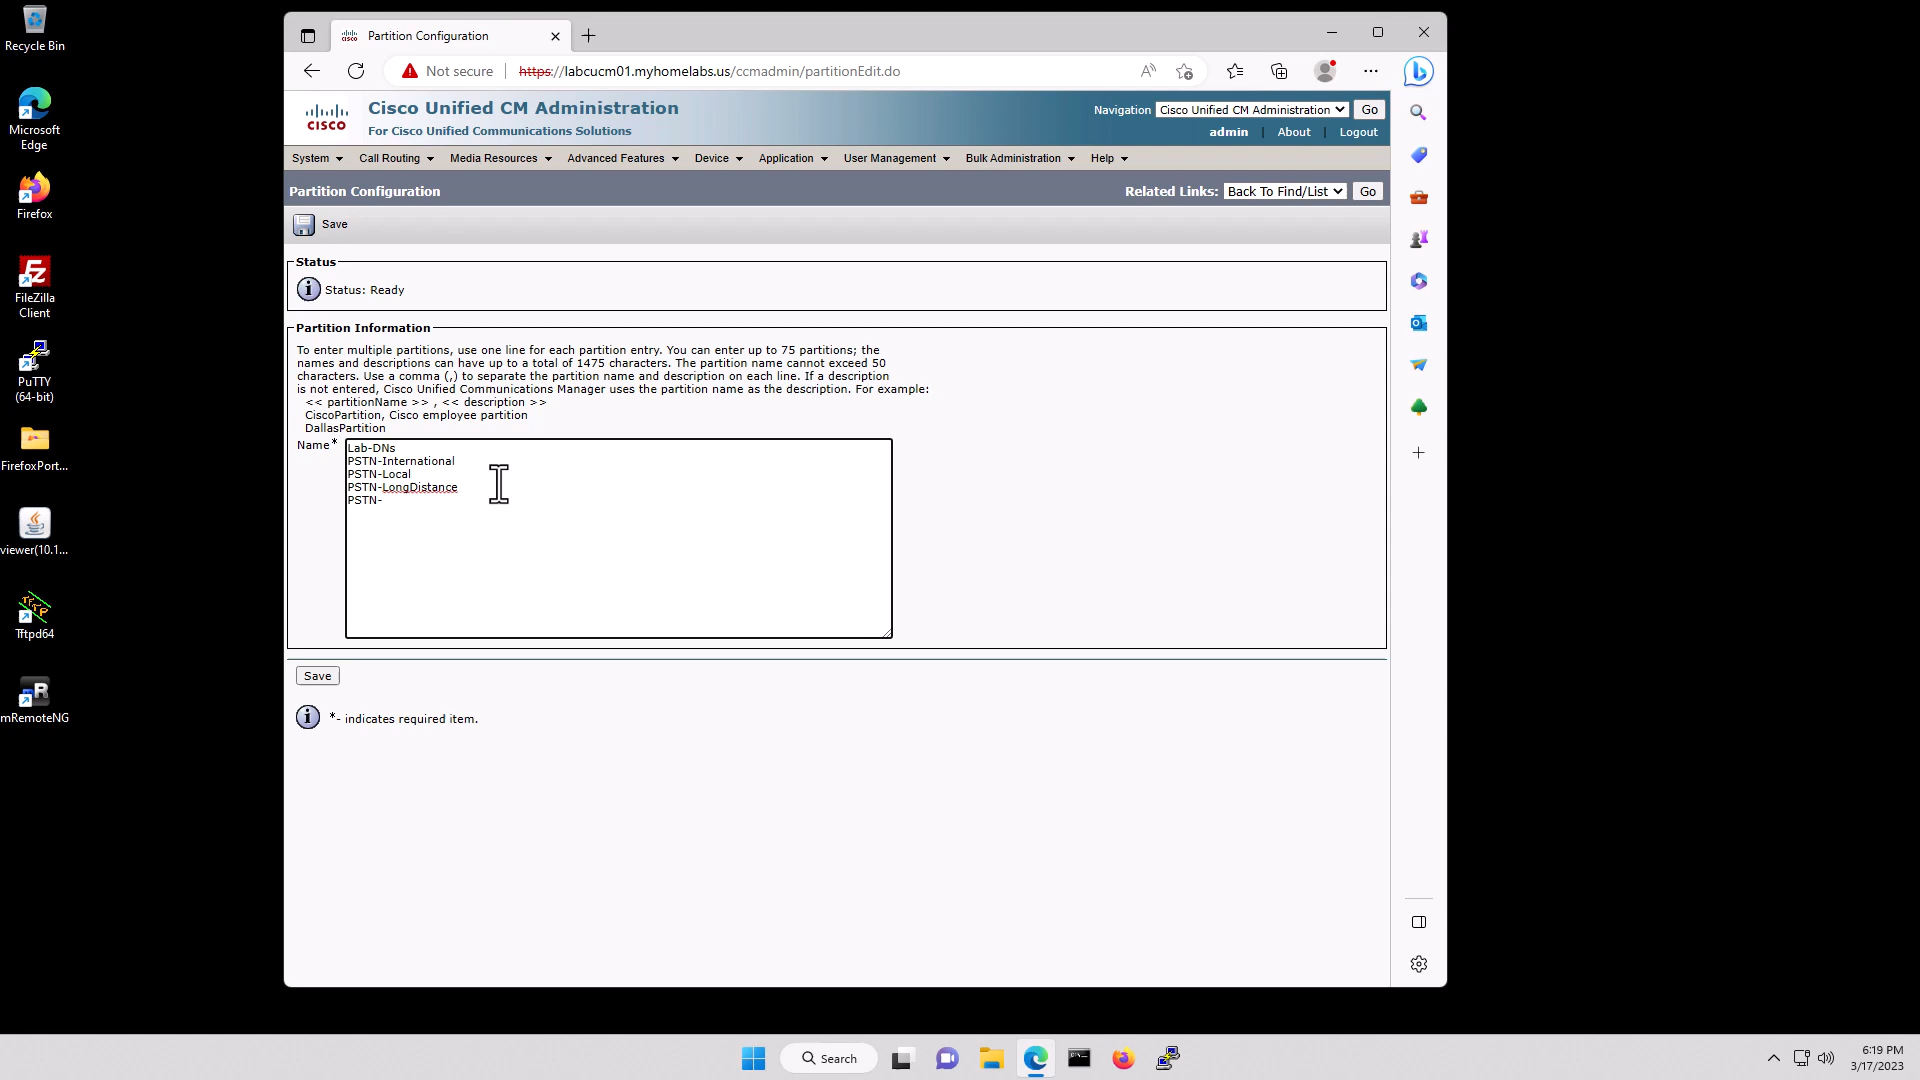 Recycle Bin
Microsoft
Edge
Firefox
FileZilla
Client
PuTTY
(64-bit)
FirefoxPort...
viewer(10.1...
Tftpd64
mRemoteNG
Partition Configuration
Not secure
https://labcucm01.myhomelabs.us/ccmadmin/partitionEdit.do
CISCO
Cisco Unified CM Administration
For Cisco Unified Communications Solutions
Navigation Cisco Unified CM Administration Go
admin | About | Logout
System Call Routing Media Resources Advanced Features Device Application User Management Bulk Administration Help
Partition Configuration
Related Links: Back To Find/List Go
Save
Status
Status: Ready
Partition Information
To enter multiple partitions, use one line for each partition entry. You can enter up to 75 partitions; the
names and descriptions can have up to a total of 1475 characters. The partition name cannot exceed 50
characters. Use a comma (,) to separate the partition name and description on each line. If a description
is not entered, Cisco Unified Communications Manager uses the partition name as the description. For example:
<< partitionName >> , << description >>
CiscoPartition, Cisco employee partition
DallasPartition
Name*
Lab-DNs
PSTN-International
PSTN-Local
PSTN-LongDistance
PSTN-
Save
*- indicates required item.
Search
6:19 PM
3/17/2023